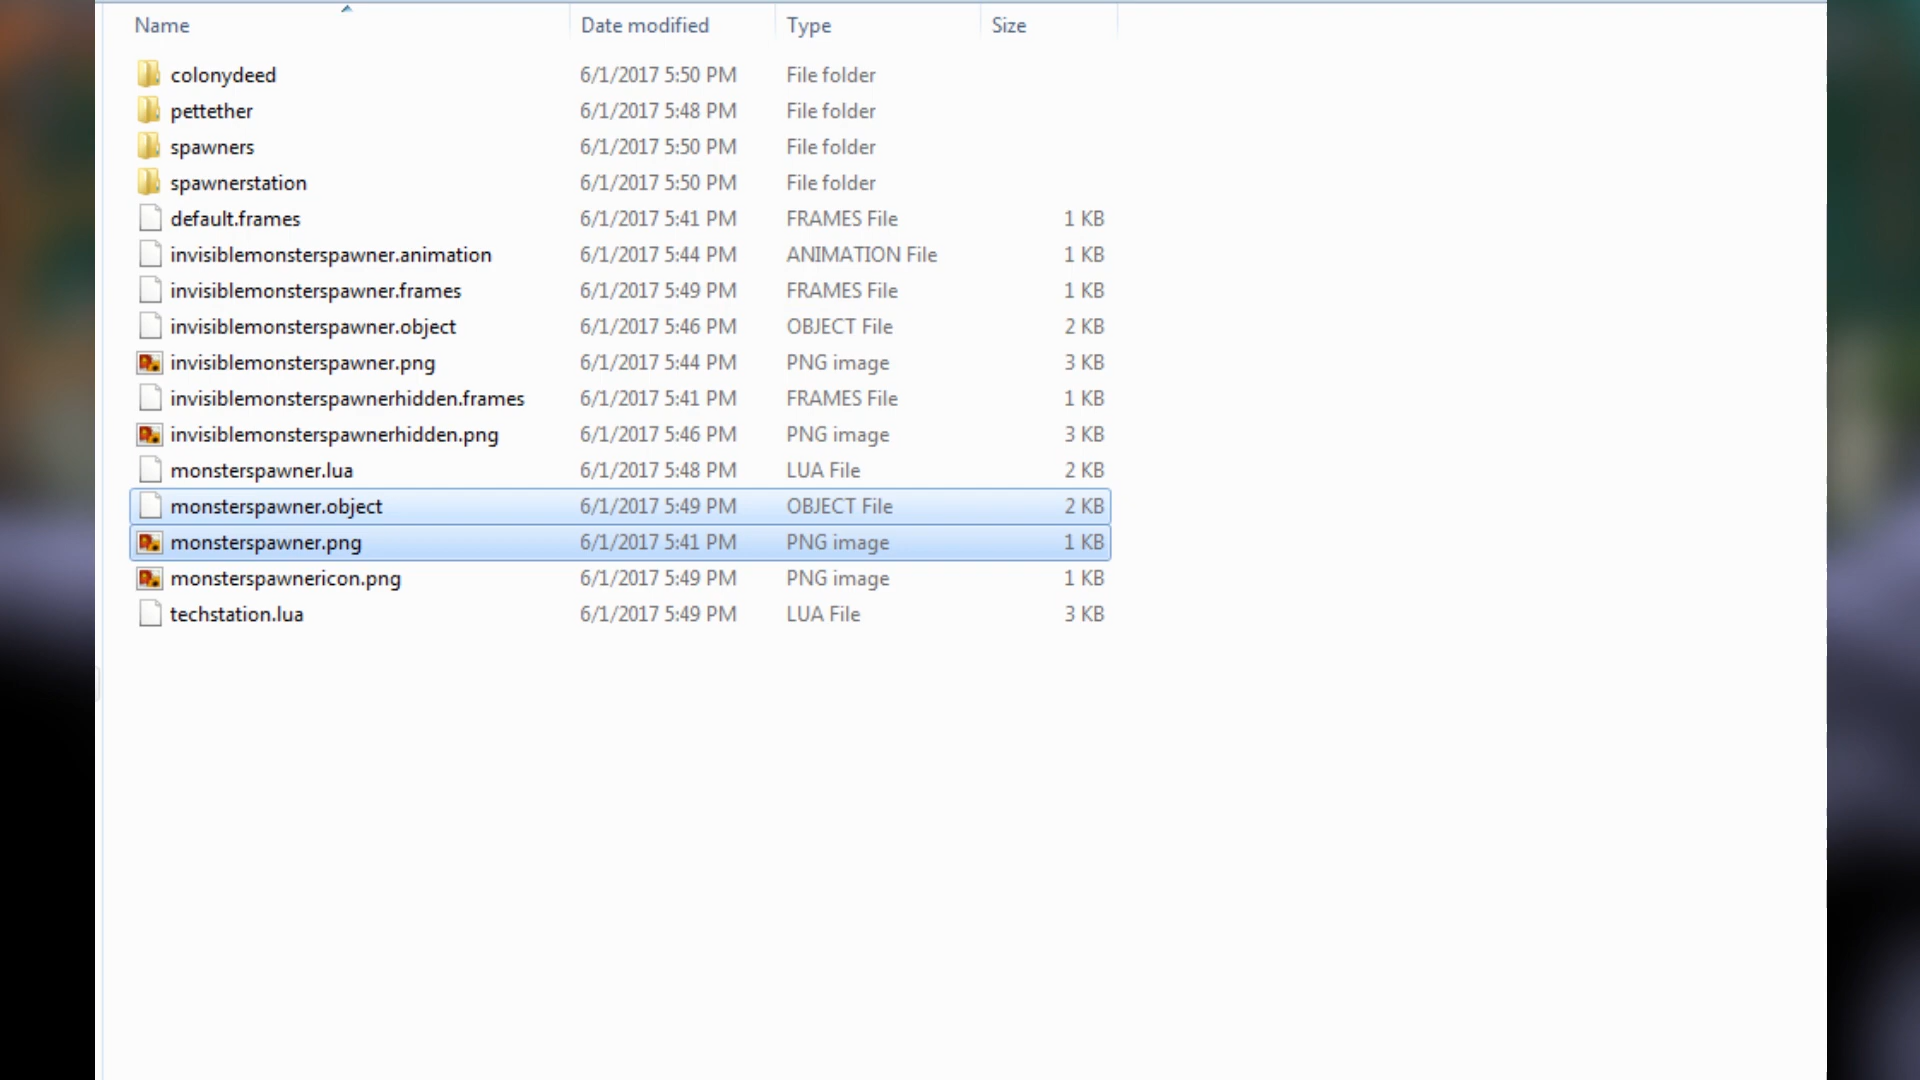 Name Date modified Type Size
colonydeed 6/1/2017 5:50 PM File folder
pettether 6/1/2017 5:48 PM File folder
spawners 6/1/2017 5:50 PM File folder
spawnerstation 6/1/2017 5:50 PM File folder
default.frames 6/1/2017 5:41 PM FRAMES File 1 KB
invisiblemonsterspawner.animation 6/1/2017 5:44 PM ANIMATION File 1 KB
invisiblemonsterspawner.frames 6/1/2017 5:49 PM FRAMES File 1 KB
invisiblemonsterspawner.object 6/1/2017 5:46 PM OBJECT File 2 KB
invisiblemonsterspawner.png 6/1/2017 5:44 PM PNG image 3 KB
invisiblemonsterspawnerhidden.frames 6/1/2017 5:41 PM FRAMES File 1 KB
invisiblemonsterspawnerhidden.png 6/1/2017 5:46 PM PNG image 3 KB
monsterspawner.lua 6/1/2017 5:48 PM LUA File 2 KB
monsterspawner.object 6/1/2017 5:49 PM OBJECT File 2 KB
monsterspawner.png 6/1/2017 5:41 PM PNG image 1 KB
monsterspawnericon.png 6/1/2017 5:49 PM PNG image 1 KB
techstation.lua 6/1/2017 5:49 PM LUA File 3 KB